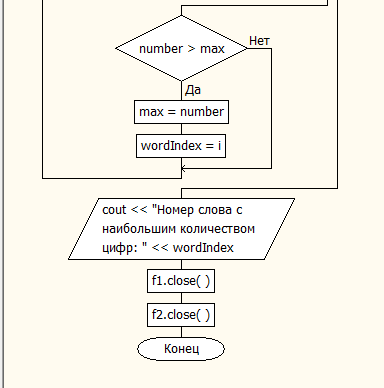 number > max
Нет
Да
max = number
wordIndex = i
cout << "Номер слова с
наибольшим количеством
цифр: " << wordIndex
f1.close( )
f2.close( )
Конец